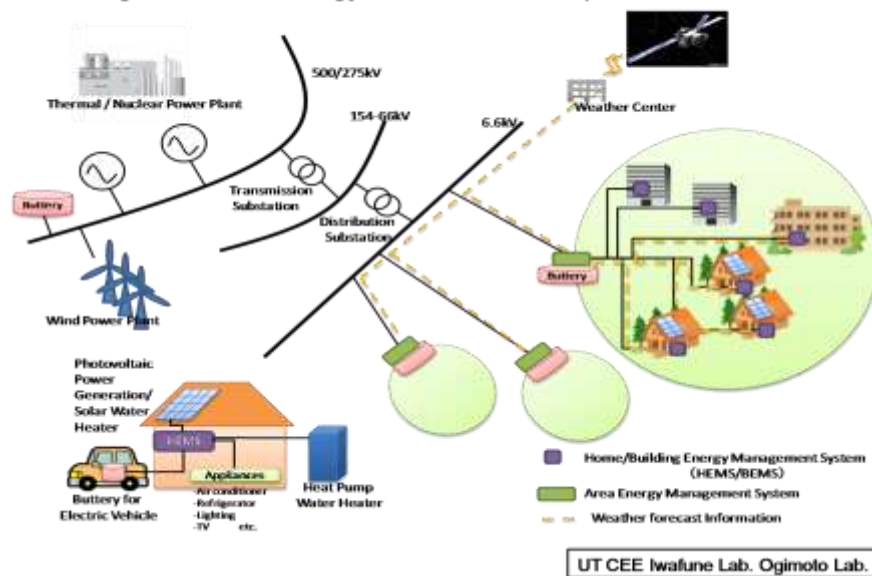 500/275kV
Thermal / Nuclear Power Plant
154-66kV
6.6kV
Weather Center
Transmission
Substation
Distribution
Substation
Buttery
Wind Power Plant
Buttery
Photovoltaic
Power
Generation/
Solar Water
Heater
HEMS
Appliances
-Air conditioner
-Refrigerator
-Lighting
-TV etc.
Buttery for
Electric Vehicle
Heat Pump
Water Heater
Home/Building Energy Management System
(HEMS/BEMS)
Area Energy Management System
Weather forecast Information
UT CEE Iwafune Lab. Ogimoto Lab.